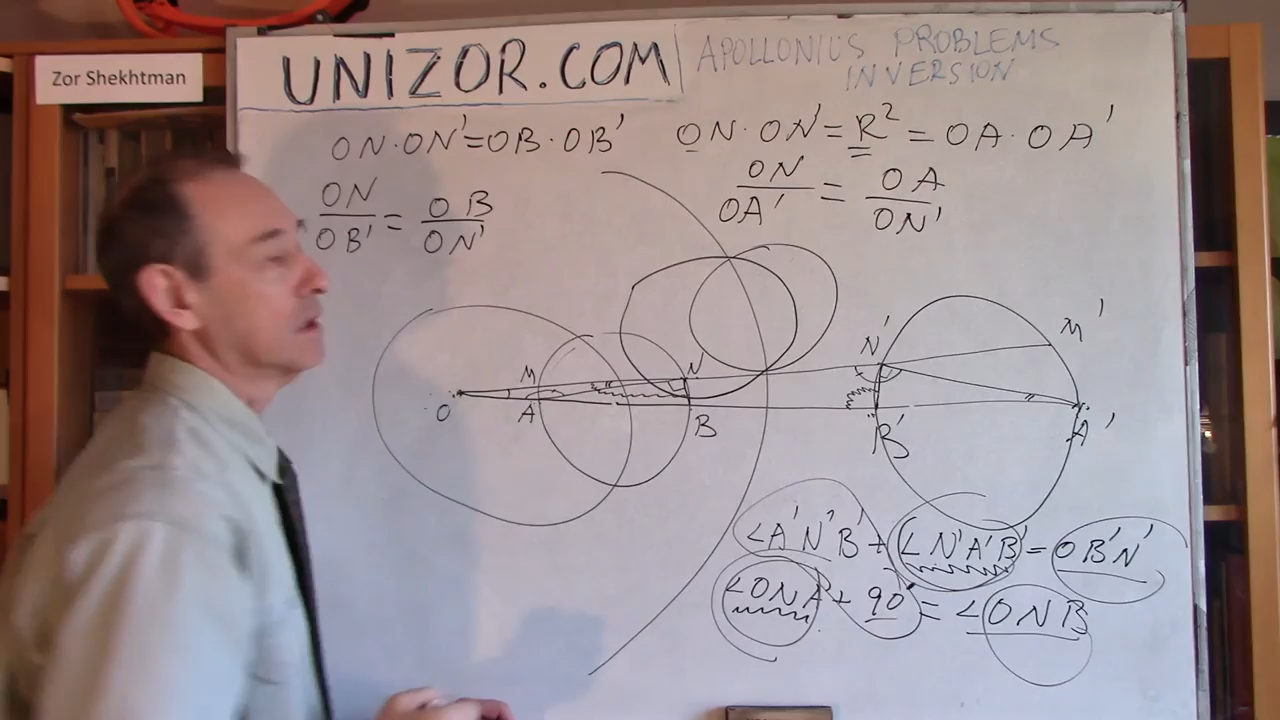 Zor Shekhtman
UNIZOR.COM
APOLLONIUS PROBLEMS
INVERSION
ON·ON'=OB·OB'
ON·ON'=R²=OA·OA'
ON/OB'=OB/ON'
ON/OA'=OA/ON'
M
N
N'
M'
O
A
B
B'
A'
∠A'N'B'+∠N'A'B'=OB'N'
∠ONA+90°=∠ONB